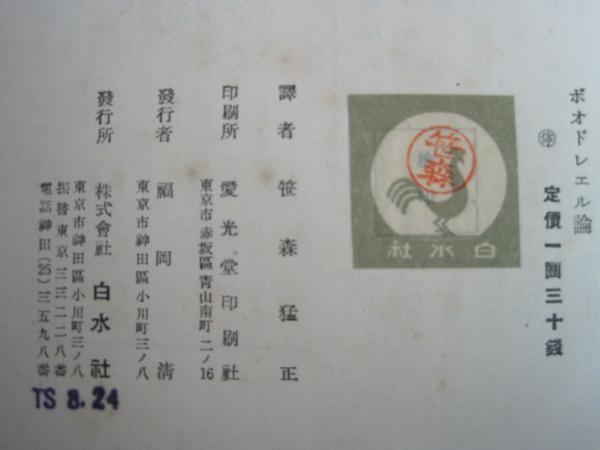 ボオドレエル論
㊡ 定價一圓三十錢
笹森
白水社
譯者 笹森猛正
印刷所 愛光堂印刷社
東京市赤坂區青山南町二ノ16
發行者 福岡清
東京市神田區小川町三ノ八
發行所 株式會社 白水社
東京市神田區小川町三ノ八
振替東京三三二二八番
電話神田(25)三五九八番
TS 8.24